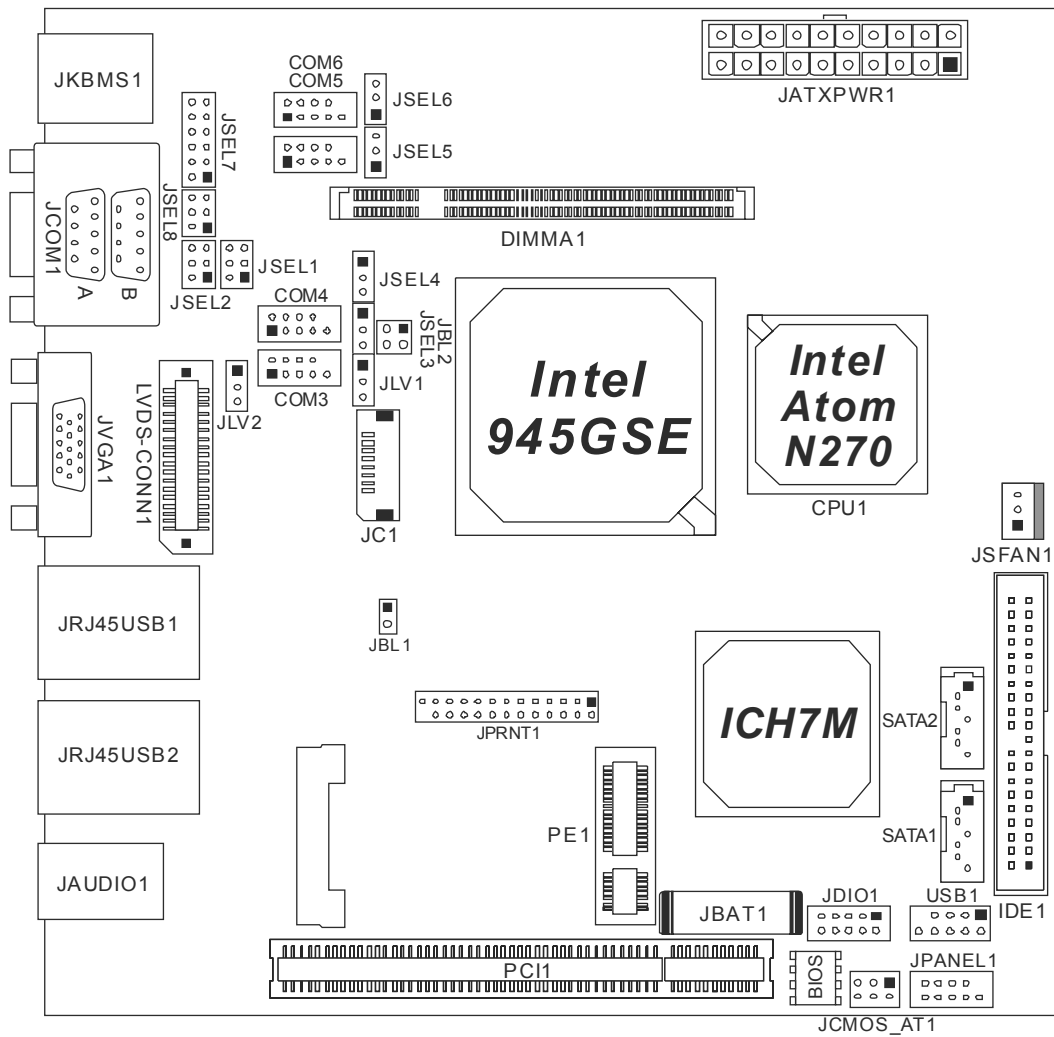 JKBMS1
COM6
COM5
JSEL6
JSEL5
JATXPWR1
JSEL7
JSEL8
JCOM1
A
B
JSEL2
JSEL1
DIMMA1
COM4
JSEL4
JBL2
JSEL3
JLV1
COM3
JLV2
LVDS-CONN1
JVGA1
JC1
Intel
945GSE
Intel
Atom
N270
CPU1
JSFAN1
JRJ45USB1
JBL1
JPRNT1
ICH7M
SATA2
JRJ45USB2
PE1
SATA1
JAUDIO1
JBAT1
JDIO1
USB1
IDE1
PCI1
BIOS
JPANEL1
JCMOS_AT1